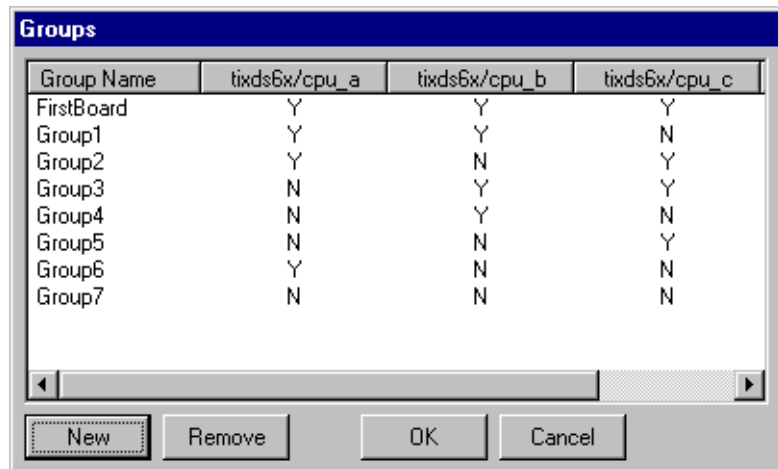 Groups
Group Name tixds6x/cpu_a tixds6x/cpu_b tixds6x/cpu_c
FirstBoard Y Y Y
Group1 Y Y N
Group2 Y N Y
Group3 N Y Y
Group4 N Y N
Group5 N N Y
Group6 Y N N
Group7 N N N
New Remove OK Cancel